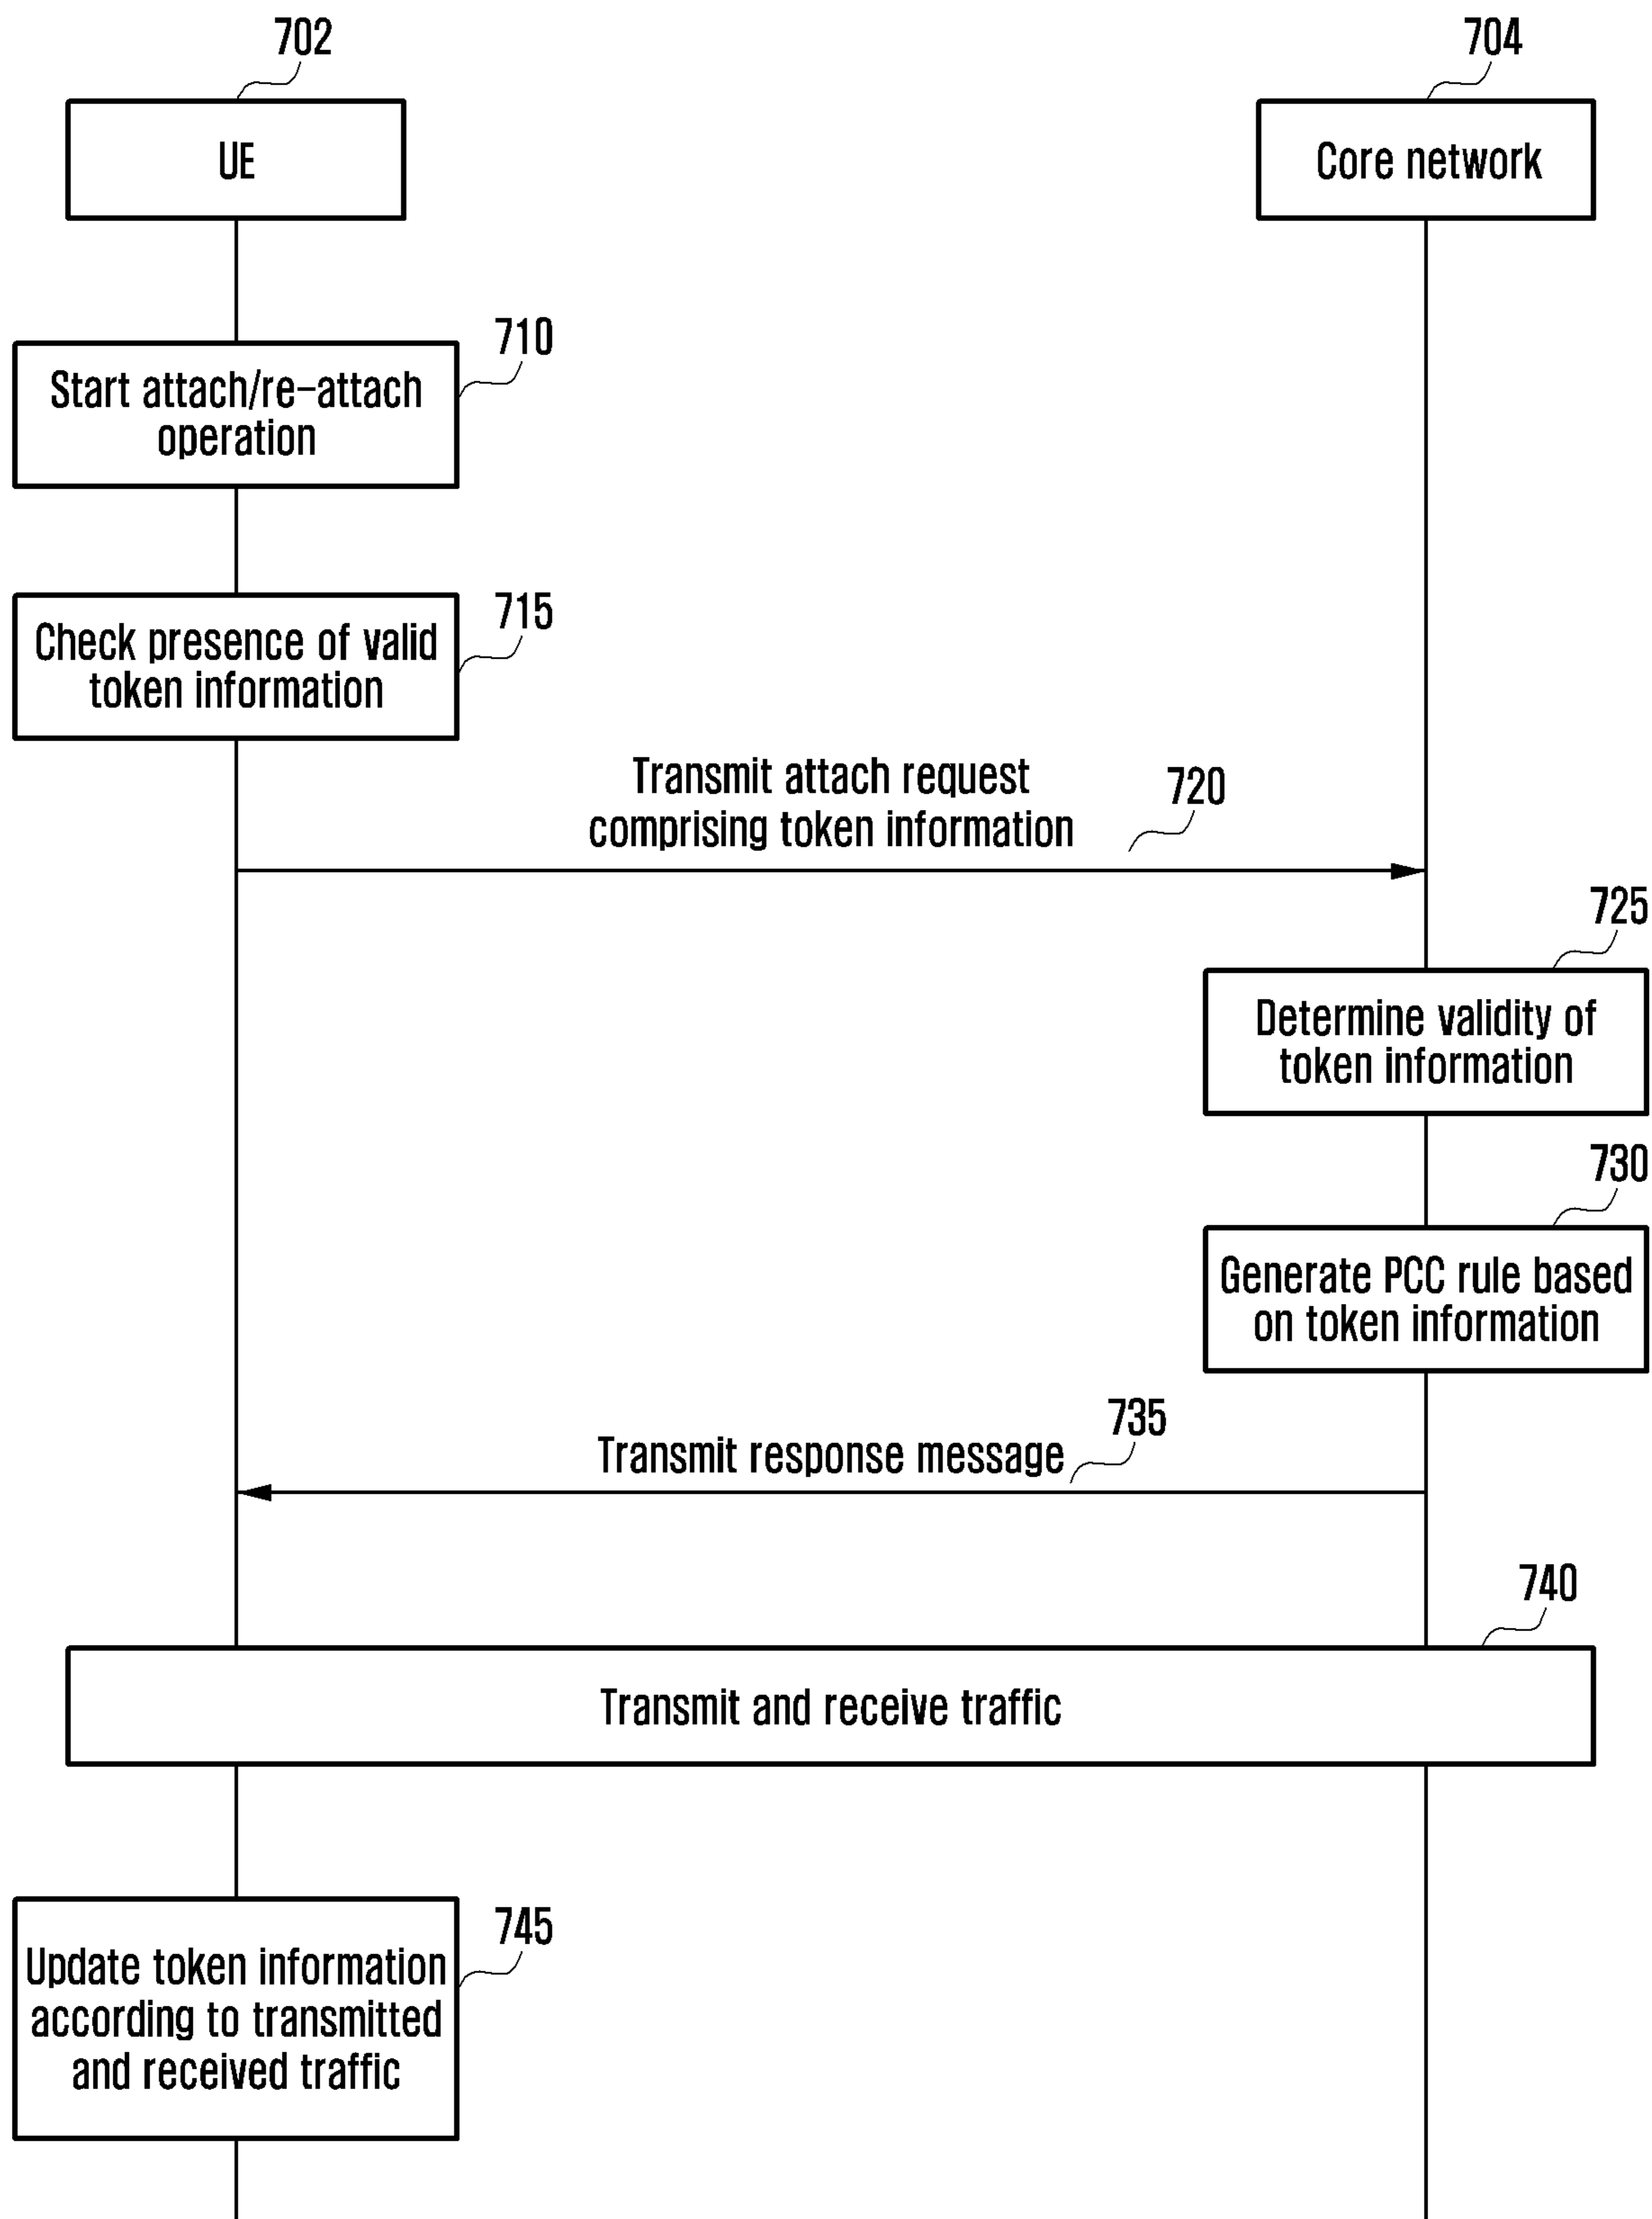 702
704
UE
Core network
710
Start attach/re-attach
operation
715
Check presence of valid
token information
Transmit attach request
comprising token information
720
725
Determine validity of
token information
730
Generate PCC rule based
on token information
735
Transmit response message
740
Transmit and receive traffic
745
Update token information
according to transmitted
and received traffic